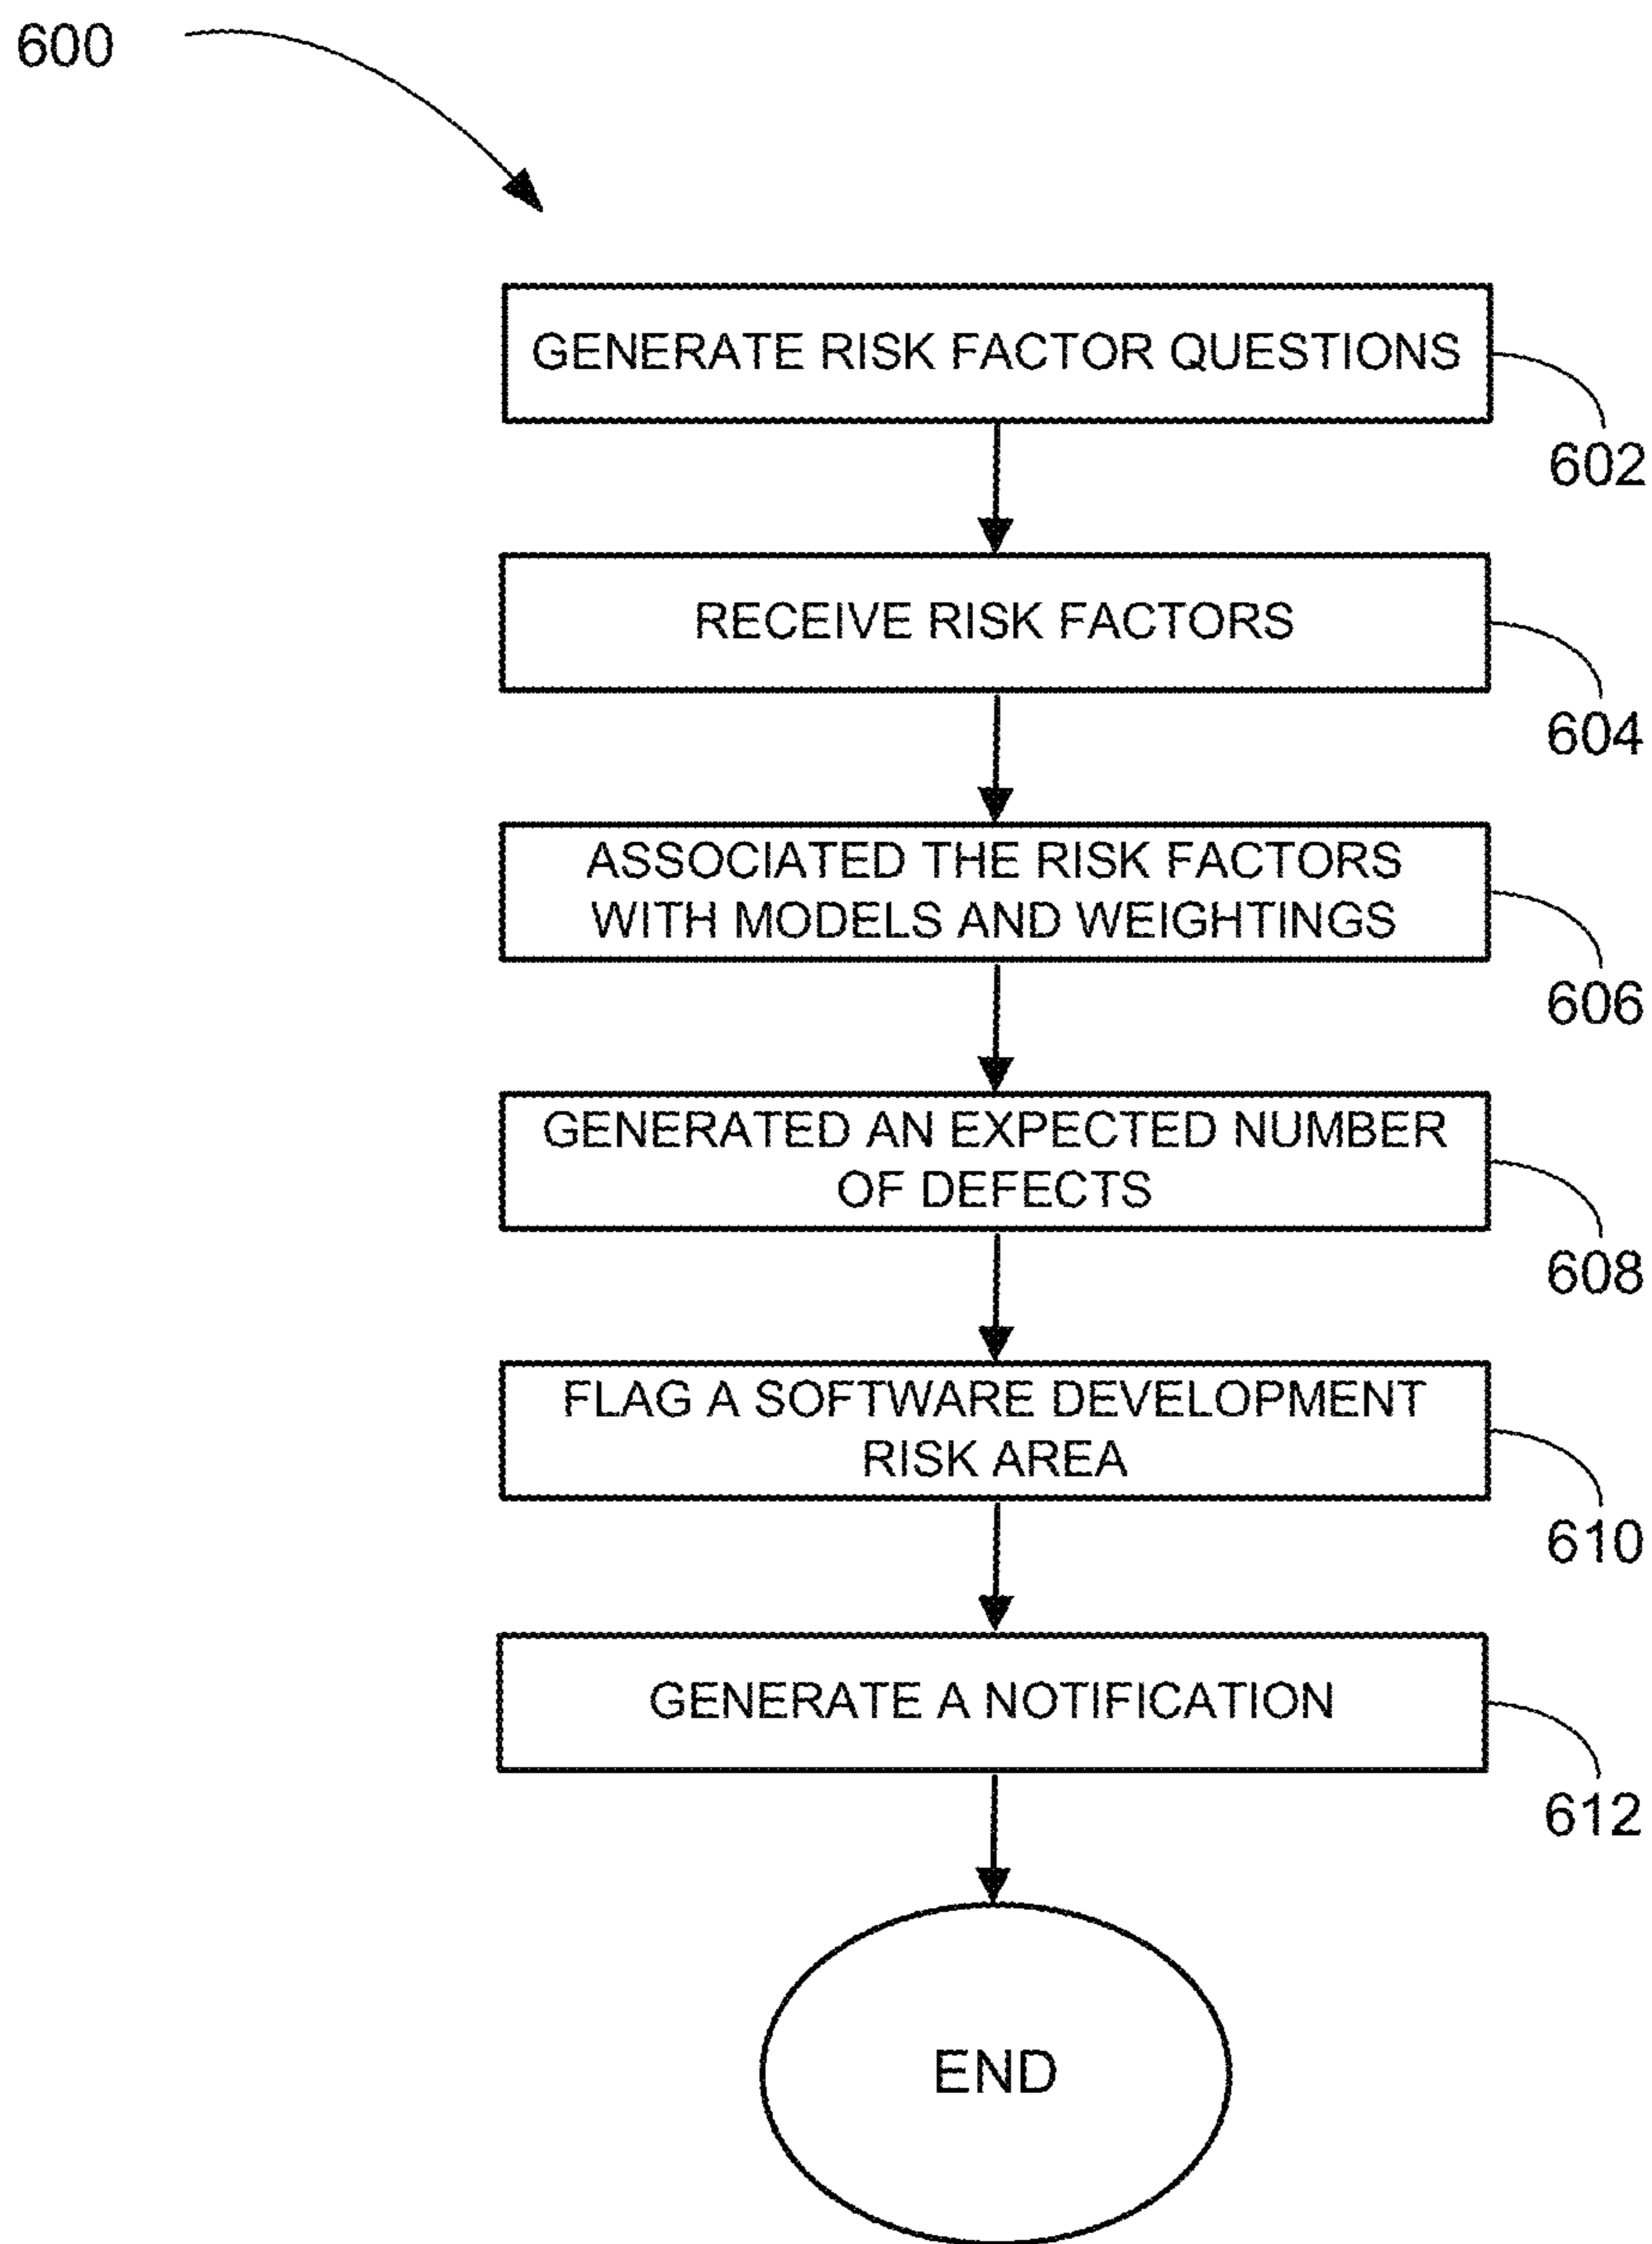 600
GENERATE RISK FACTOR QUESTIONS
602
RECEIVE RISK FACTORS
604
ASSOCIATED THE RISK FACTORS
WITH MODELS AND WEIGHTINGS
606
GENERATED AN EXPECTED NUMBER
OF DEFECTS
608
FLAG A SOFTWARE DEVELOPMENT
RISK AREA
610
GENERATE A NOTIFICATION
612
END